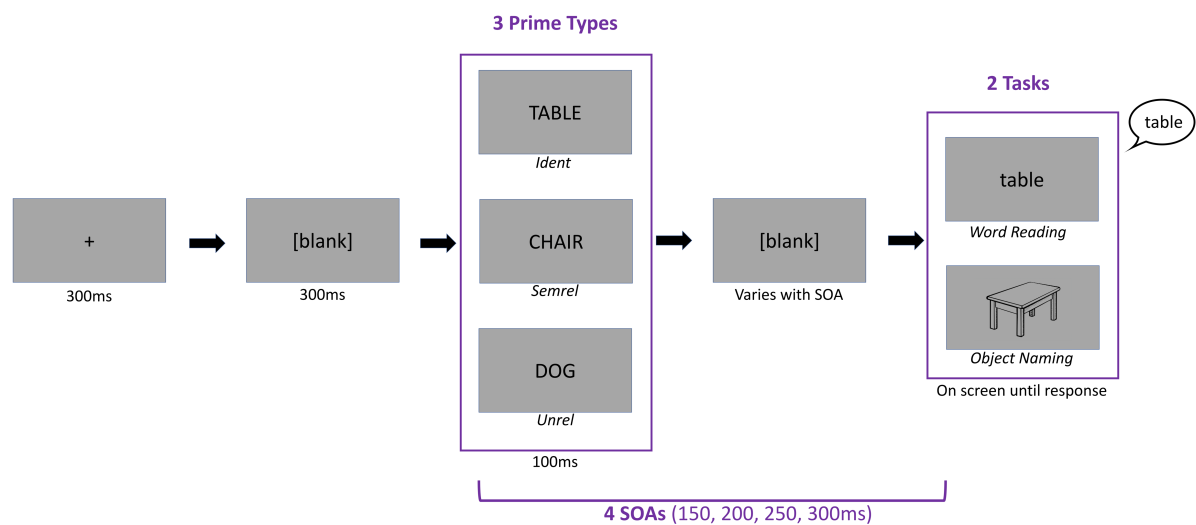 3 Prime Types
2 Tasks
+
300ms
[blank]
300ms
TABLE
Ident
CHAIR
Semrel
DOG
Unrel
100ms
[blank]
Varies with SOA
table
Word Reading
Object Naming
On screen until response
table
4 SOAs (150, 200, 250, 300ms)